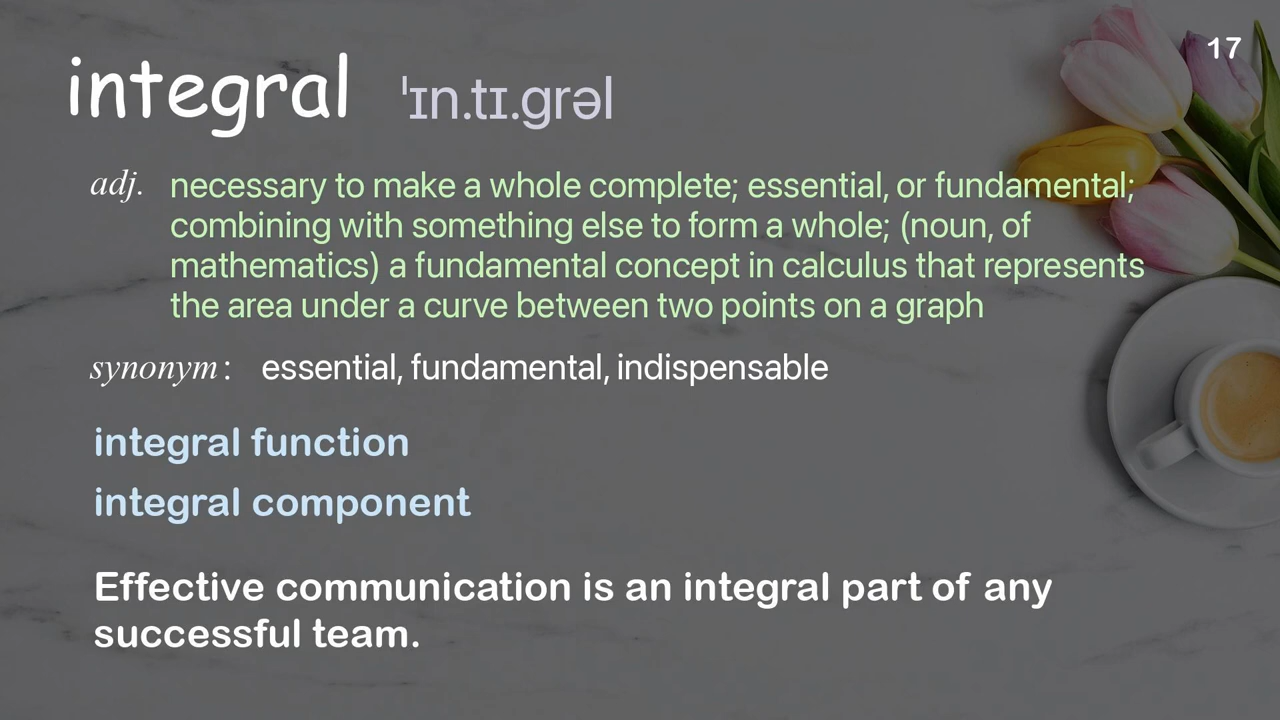 17
integral ˈɪn.tɪ.ɡrəl
adj. necessary to make a whole complete; essential, or fundamental;
combining with something else to form a whole; (noun, of
mathematics) a fundamental concept in calculus that represents
the area under a curve between two points on a graph
synonym: essential, fundamental, indispensable
integral function
integral component
Effective communication is an integral part of any
successful team.